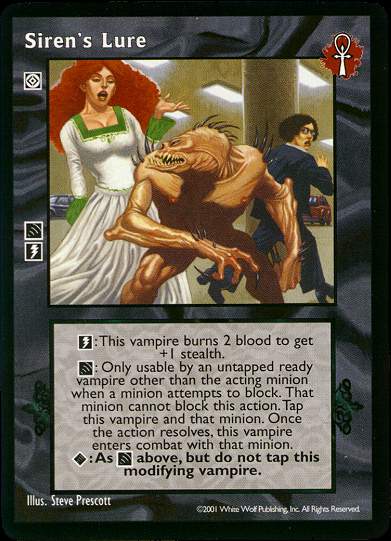 Siren's Lure
:This vampire burns 2 blood to get
+1 stealth.
: Only usable by an untapped ready
vampire other than the acting minion
when a minion attempts to block. That
minion cannot block this action. Tap
this vampire and that minion. Once
the action resolves, this vampire
enters combat with that minion.
:As above, but do not tap this
modifying vampire.
Illus. Steve Prescott
©2001 White Wolf Publishing, Inc. All Rights Reserved.